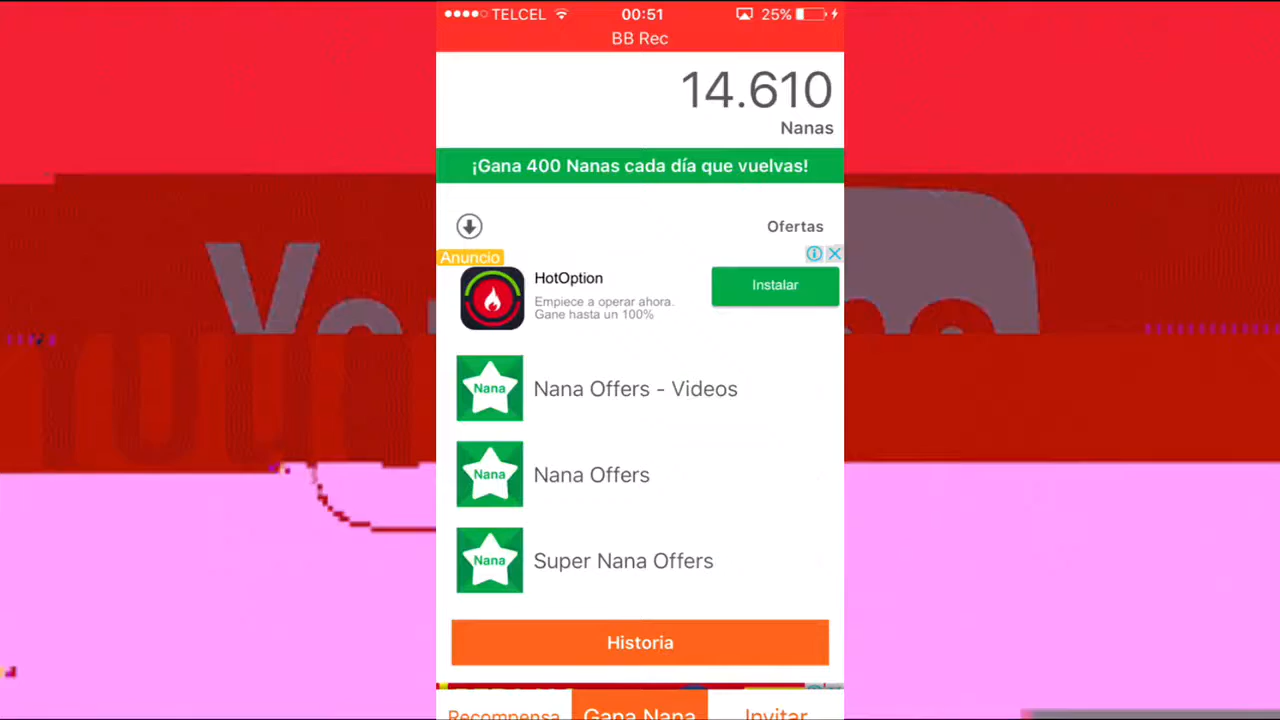 TELCEL 00:51 25%
BB Rec
14.610
Nanas
¡Gana 400 Nanas cada día que vuelvas!
Ofertas
Anuncio
HotOption
Empiece a operar ahora.
Gane hasta un 100%
Instalar
Nana
Nana Offers - Videos
Nana
Nana Offers
Nana
Super Nana Offers
Historia
Recompensa Gana Nana Invitar